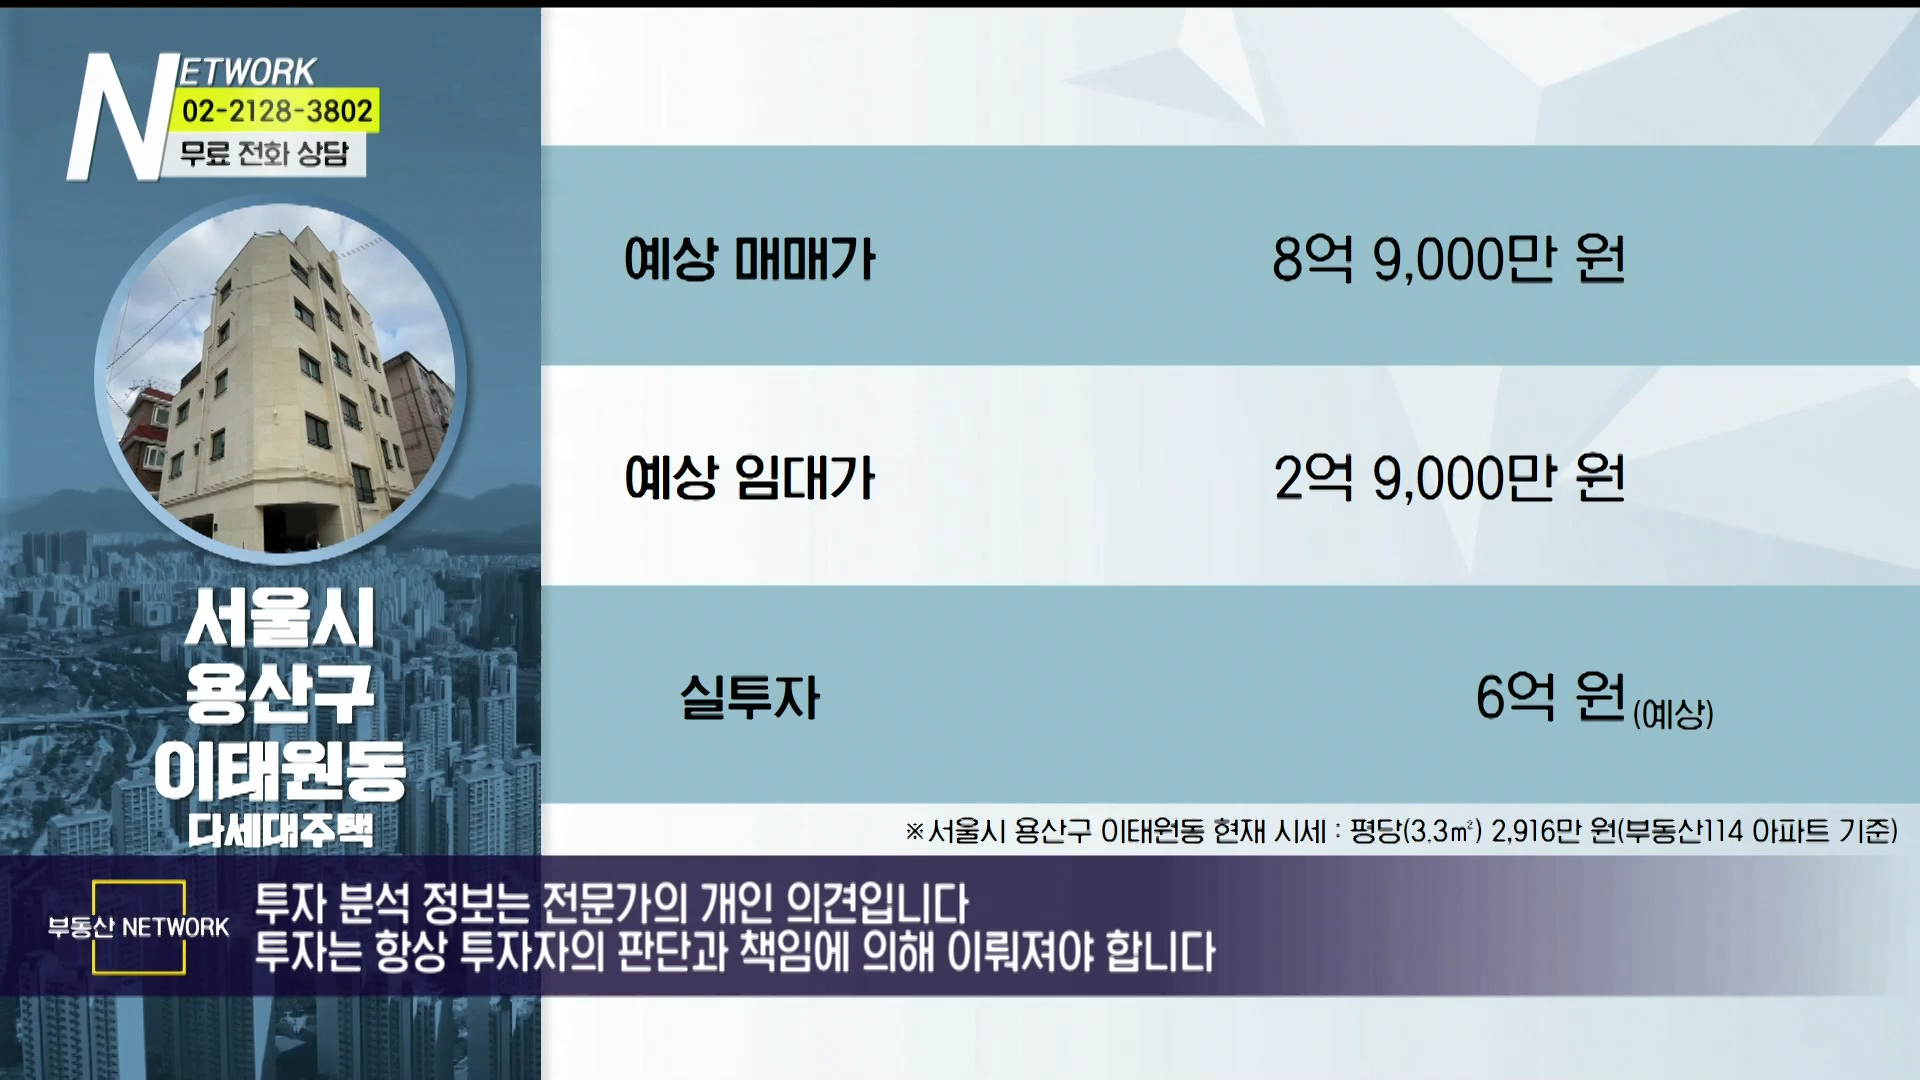 NETWORK
02-2128-3802
무료 전화 상담
서울시
용산구
이태원동
다세대주택
예상 매매가 8억 9,000만 원
예상 임대가 2억 9,000만 원
실투자 6억 원(예상)
※서울시 용산구 이태원동 현재 시세 : 평당(3.3㎡) 2,916만 원(부동산114 아파트 기준)
부동산 NETWORK
투자 분석 정보는 전문가의 개인 의견입니다
투자는 항상 투자자의 판단과 책임에 의해 이뤄져야 합니다